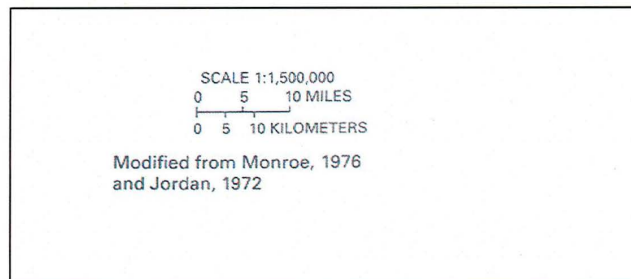 SCALE 1:1,500,000
0 5 10 MILES
0 5 10 KILOMETERS
Modified from Monroe, 1976
and Jordan, 1972